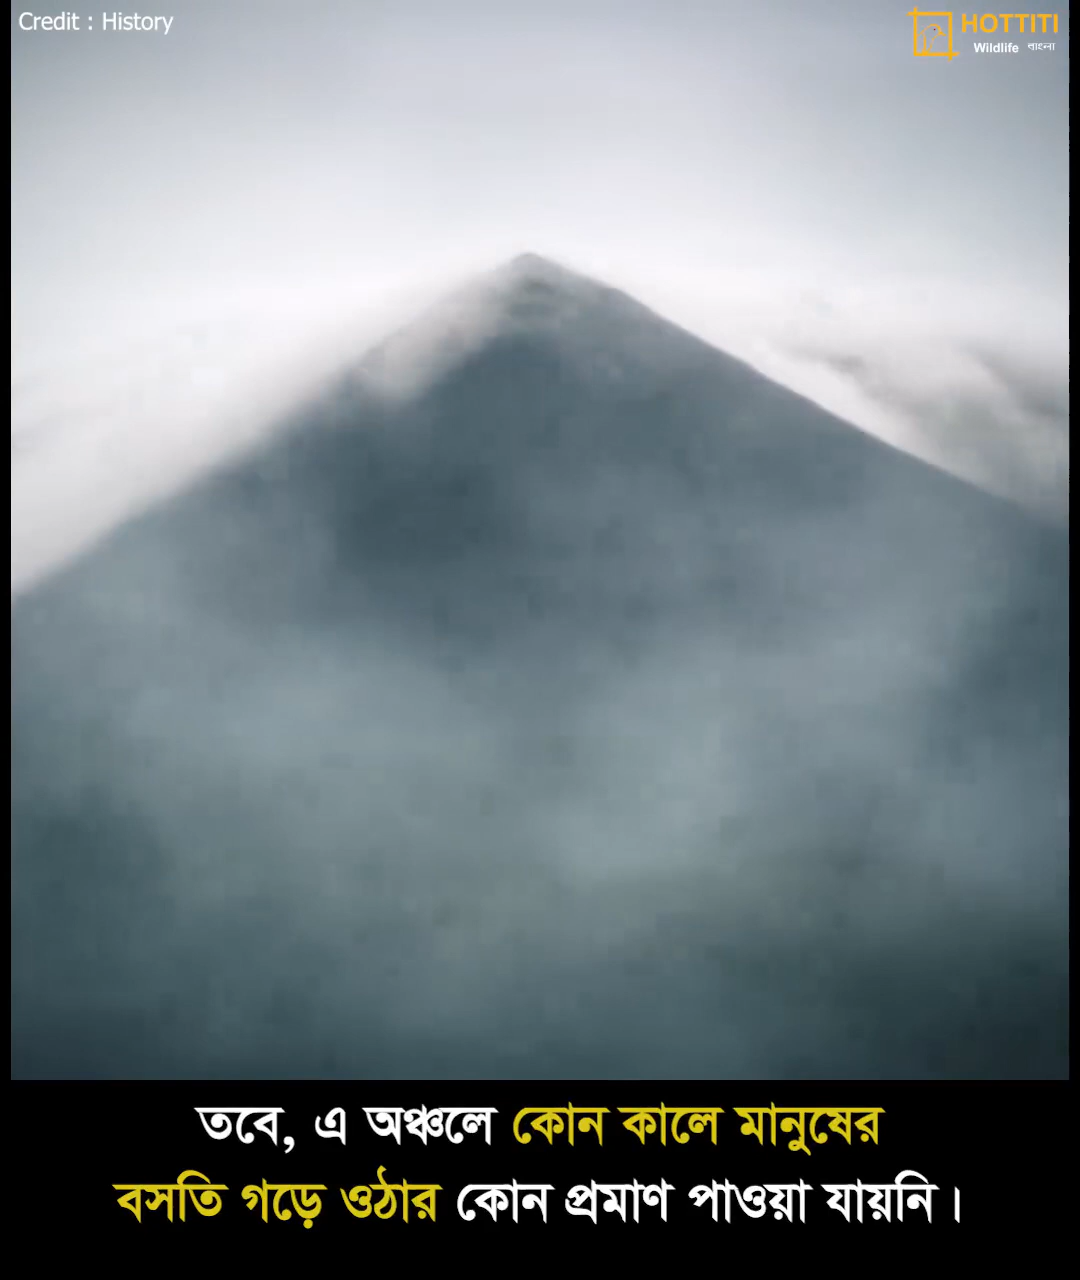 Credit : History
HOTTITI
Wildlife বাংলা
তবে, এ অঞ্চলে কোন কালে মানুষের
বসতি গড়ে ওঠার কোন প্রমাণ পাওয়া যায়নি।